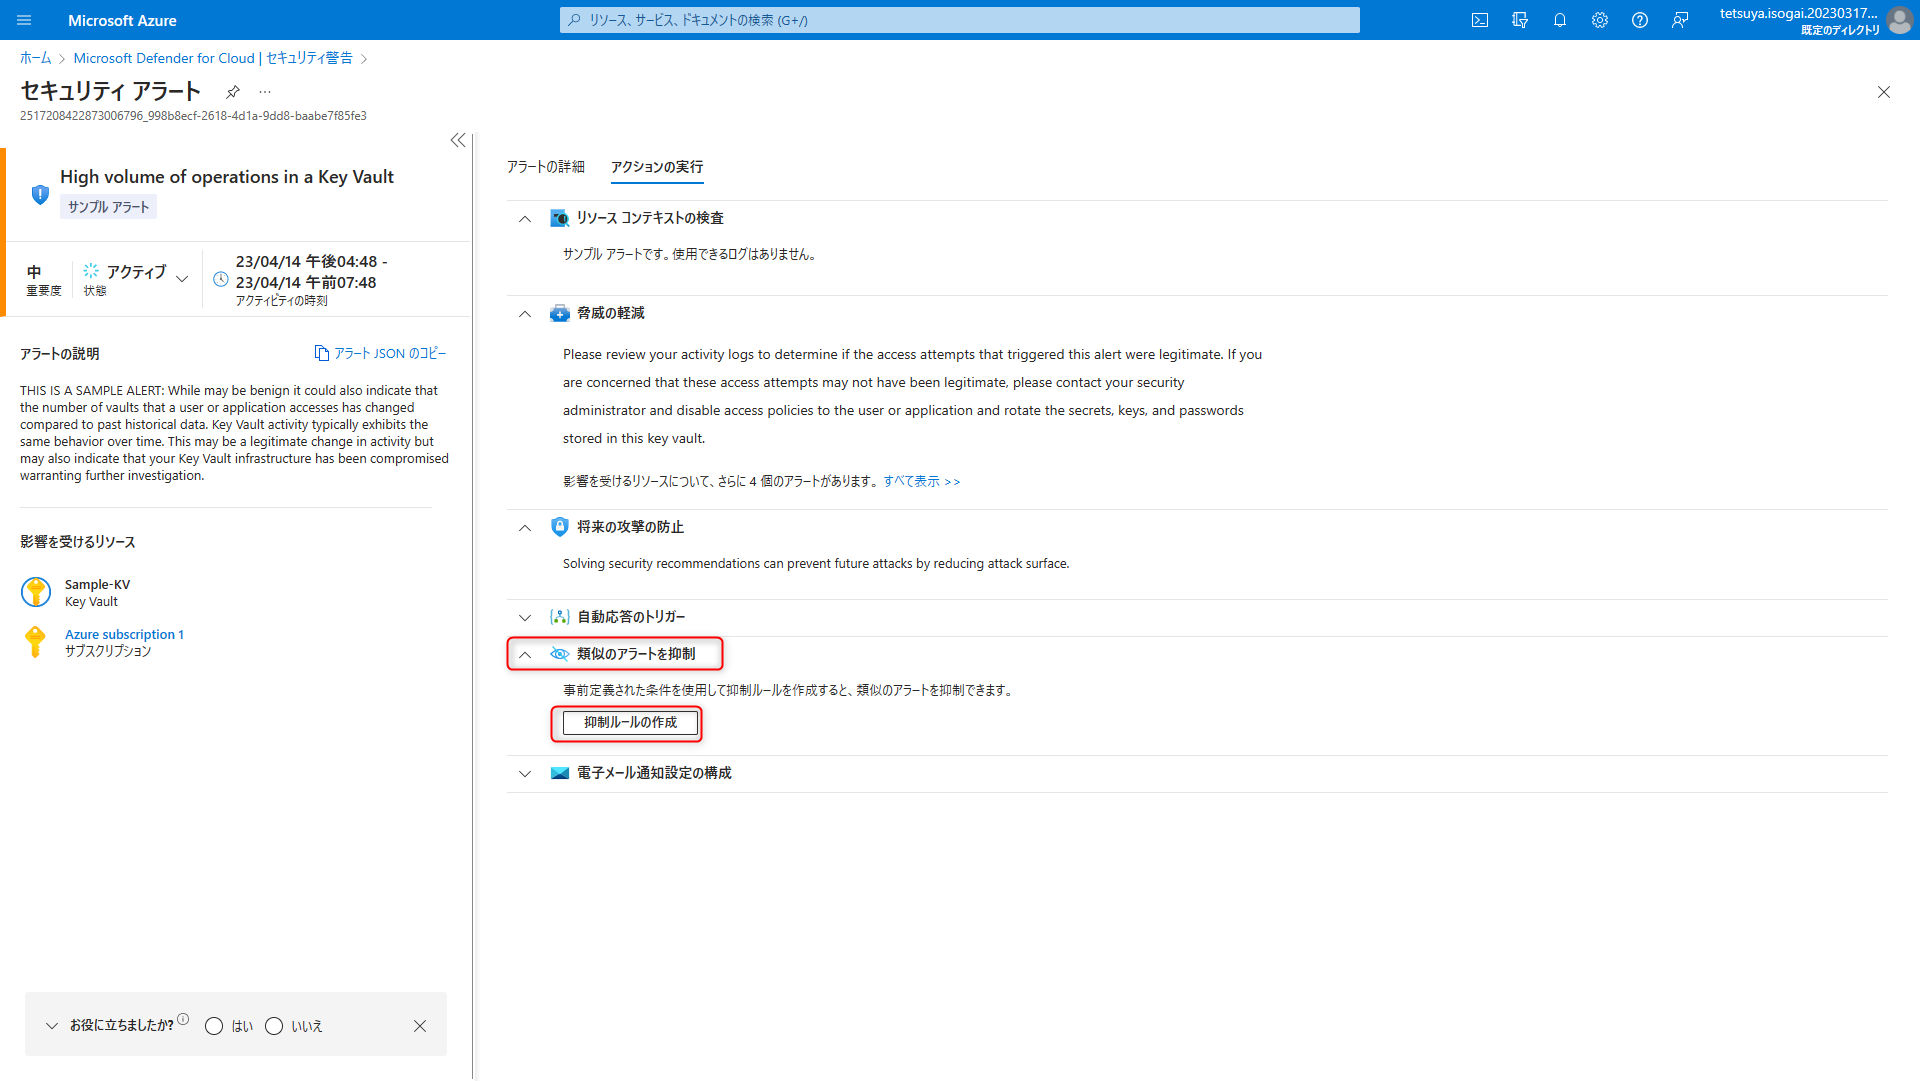 Microsoft Azure
リソース、サービス、ドキュメントの検索 (G+/)
tetsuya.isogai.20230317...
既定のディレクトリ
ホーム > Microsoft Defender for Cloud | セキュリティ警告 >
セキュリティ アラート ...
2517208422873006796_998b8ecf-2618-4d1a-9dd8-baabe7f85fe3
High volume of operations in a Key Vault
サンプル アラート
中
重要度
アクティブ
状態
23/04/14 午後04:48 -
23/04/14 午前07:48
アクティビティの時刻
アラートの説明
アラート JSON のコピー
THIS IS A SAMPLE ALERT: While may be benign it could also indicate that
the number of vaults that a user or application accesses has changed
compared to past historical data. Key Vault activity typically exhibits the
same behavior over time. This may be a legitimate change in activity but
may also indicate that your Key Vault infrastructure has been compromised
warranting further investigation.
影響を受けるリソース
Sample-KV
Key Vault
Azure subscription 1
サブスクリプション
お役に立ちましたか? はい いいえ
アラートの詳細 アクションの実行
リソース コンテキストの検査
サンプル アラートです。使用できるログはありません。
脅威の軽減
Please review your activity logs to determine if the access attempts that triggered this alert were legitimate. If you
are concerned that these access attempts may not have been legitimate, please contact your security
administrator and disable access policies to the user or application and rotate the secrets, keys, and passwords
stored in this key vault.
影響を受けるリソースについて、さらに 4 個のアラートがあります。 すべて表示 >>
将来の攻撃の防止
Solving security recommendations can prevent future attacks by reducing attack surface.
自動応答のトリガー
類似のアラートを抑制
事前定義された条件を使用して抑制ルールを作成すると、類似のアラートを抑制できます。
抑制ルールの作成
電子メール通知設定の構成